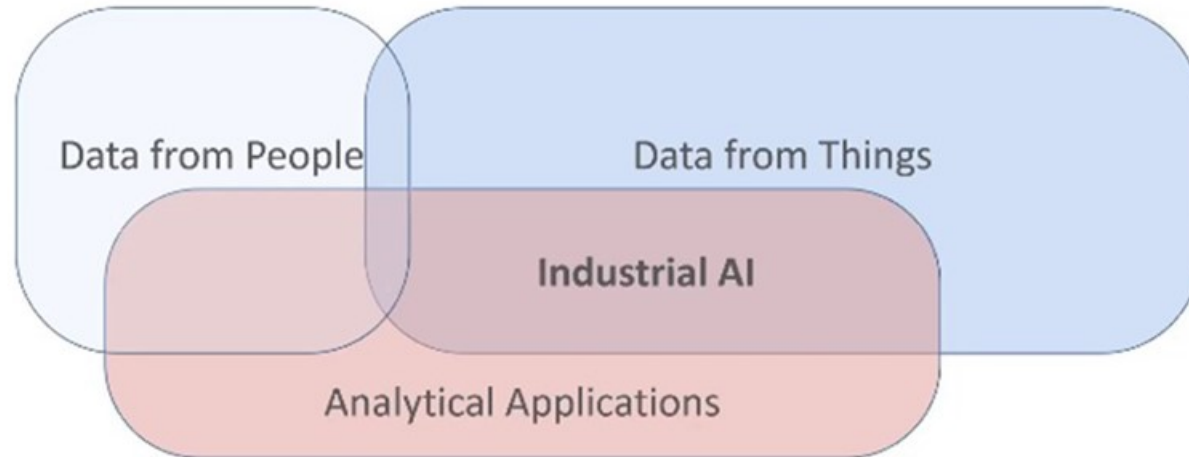 Data from People
Data from Things
Industrial AI
Analytical Applications